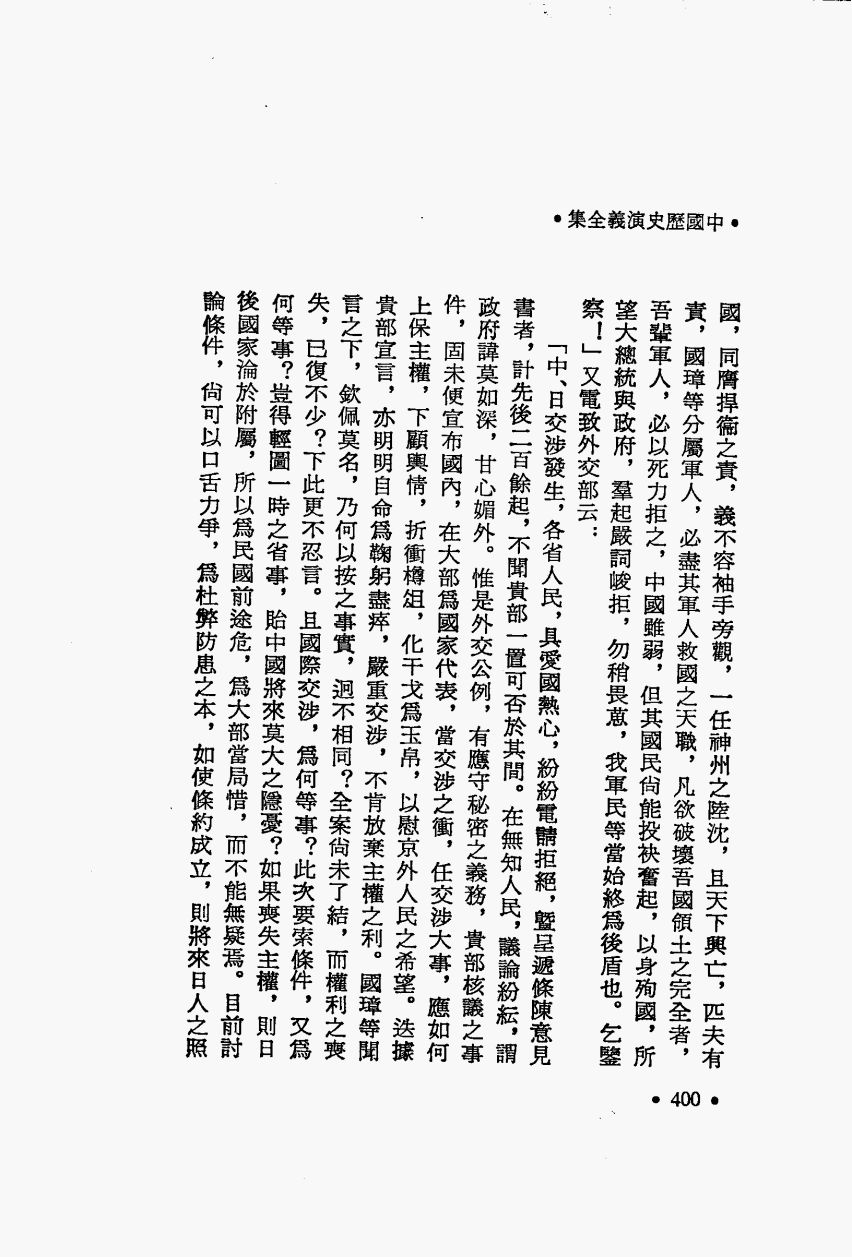 •中國歷史演義全集•
國，同膺捍衞之責，義不容袖手旁觀，一任神州之陸沈，且天下興亡，匹夫有
責，國璋等分屬軍人，必盡其軍人救國之天職，凡欲破壞吾國領土之完全者，
吾輩軍人，必以死力拒之，中國雖弱，但其國民尙能投袂奮起，以身殉國，所
望大總統與政府，羣起嚴詞峻拒，勿稍畏葸，我軍民等當始終爲後盾也。乞鑒
察！」又電致外交部云：
「中、日交涉發生，各省人民，具愛國熱心，紛紛電請拒絕，曁呈遞條陳意見
書者，計先後二百餘起，不聞貴部一置可否於其間。在無知人民，議論紛紜，謂
政府諱莫如深，甘心媚外。惟是外交公例，有應守秘密之義務，貴部核議之事
件，固未便宣布國內，在大部爲國家代表，當交涉之衝，任交涉大事，應如何
上保主權，下顧輿情，折衝樽俎，化干戈爲玉帛，以慰京外人民之希望。迭據
貴部宣言，亦明明自命爲鞠躬盡瘁，嚴重交涉，不肯放棄主權之利。國璋等聞
言之下，欽佩莫名，乃何以按之事實，迥不相同？全案尙未了結，而權利之喪
失，已復不少？下此更不忍言。且國際交涉，爲何等事？此次要索條件，又爲
何等事？豈得輕圖一時之省事，貽中國將來莫大之隱憂？如果喪失主權，則日
後國家淪於附屬，所以爲民國前途危，爲大部當局惜，而不能無疑焉。目前討
論條件，尙可以口舌力爭，爲杜弊防患之本，如使條約成立，則將來日人之照
•400•